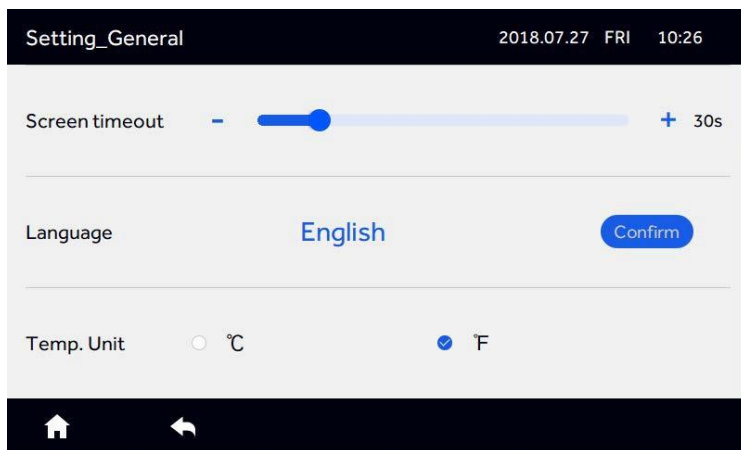 Setting_General 2018.07.27 FRI 10:26
Screen timeout - + 30s
Language English Confirm
Temp. Unit ℃ ℉